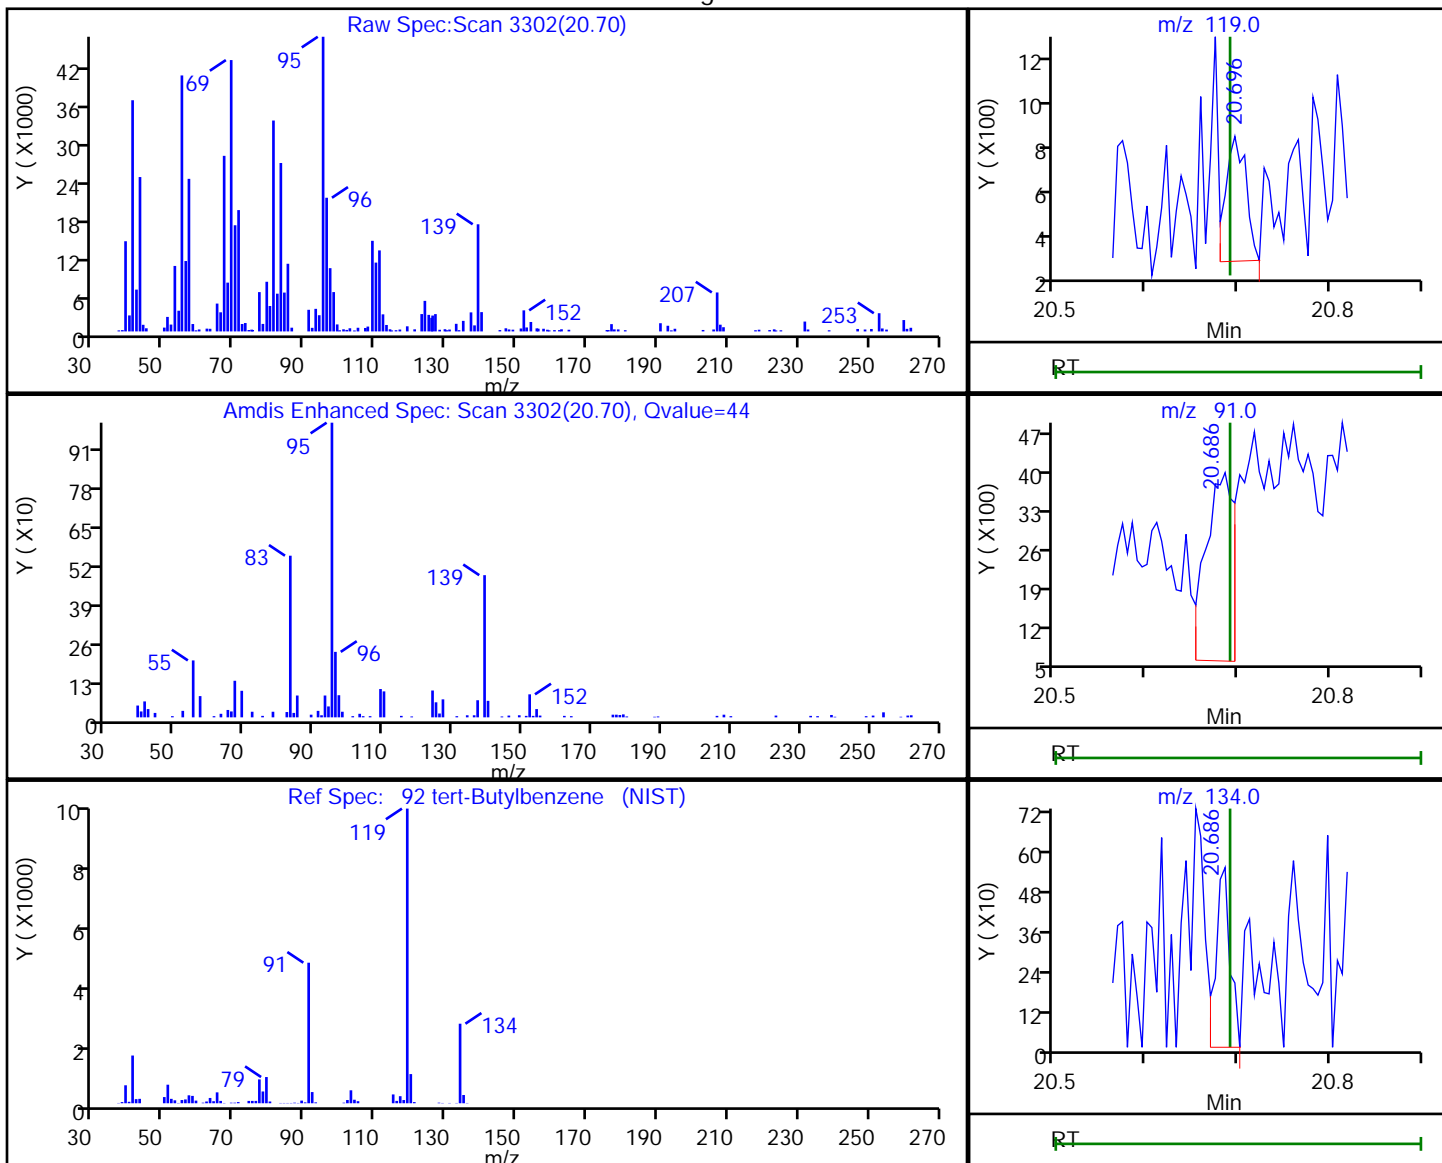 Raw Spec:Scan 3302(20.70)
Y ( X1000)
42
36
30
24
18
12
6
0
69
95
96
139
152
207
253
30 50 70 90 110 130 150 170 190 210 230 250 270
m/z
m/z 119.0
Y ( X100)
12
10
8
6
4
2
20.696
20.5 20.8
Min
RT
Amdis Enhanced Spec: Scan 3302(20.70), Qvalue=44
Y ( X10)
91
78
65
52
39
26
13
0
55
83
95
96
139
152
30 50 70 90 110 130 150 170 190 210 230 250 270
m/z
m/z 91.0
Y ( X100)
47
40
33
26
19
12
5
20.686
20.5 20.8
Min
RT
Ref Spec: 92 tert-Butylbenzene (NIST)
Y ( X1000)
10
8
6
4
2
0
79
91
119
134
30 50 70 90 110 130 150 170 190 210 230 250 270
m/z
m/z 134.0
Y ( X10)
72
60
48
36
24
12
0
20.686
20.5 20.8
Min
RT